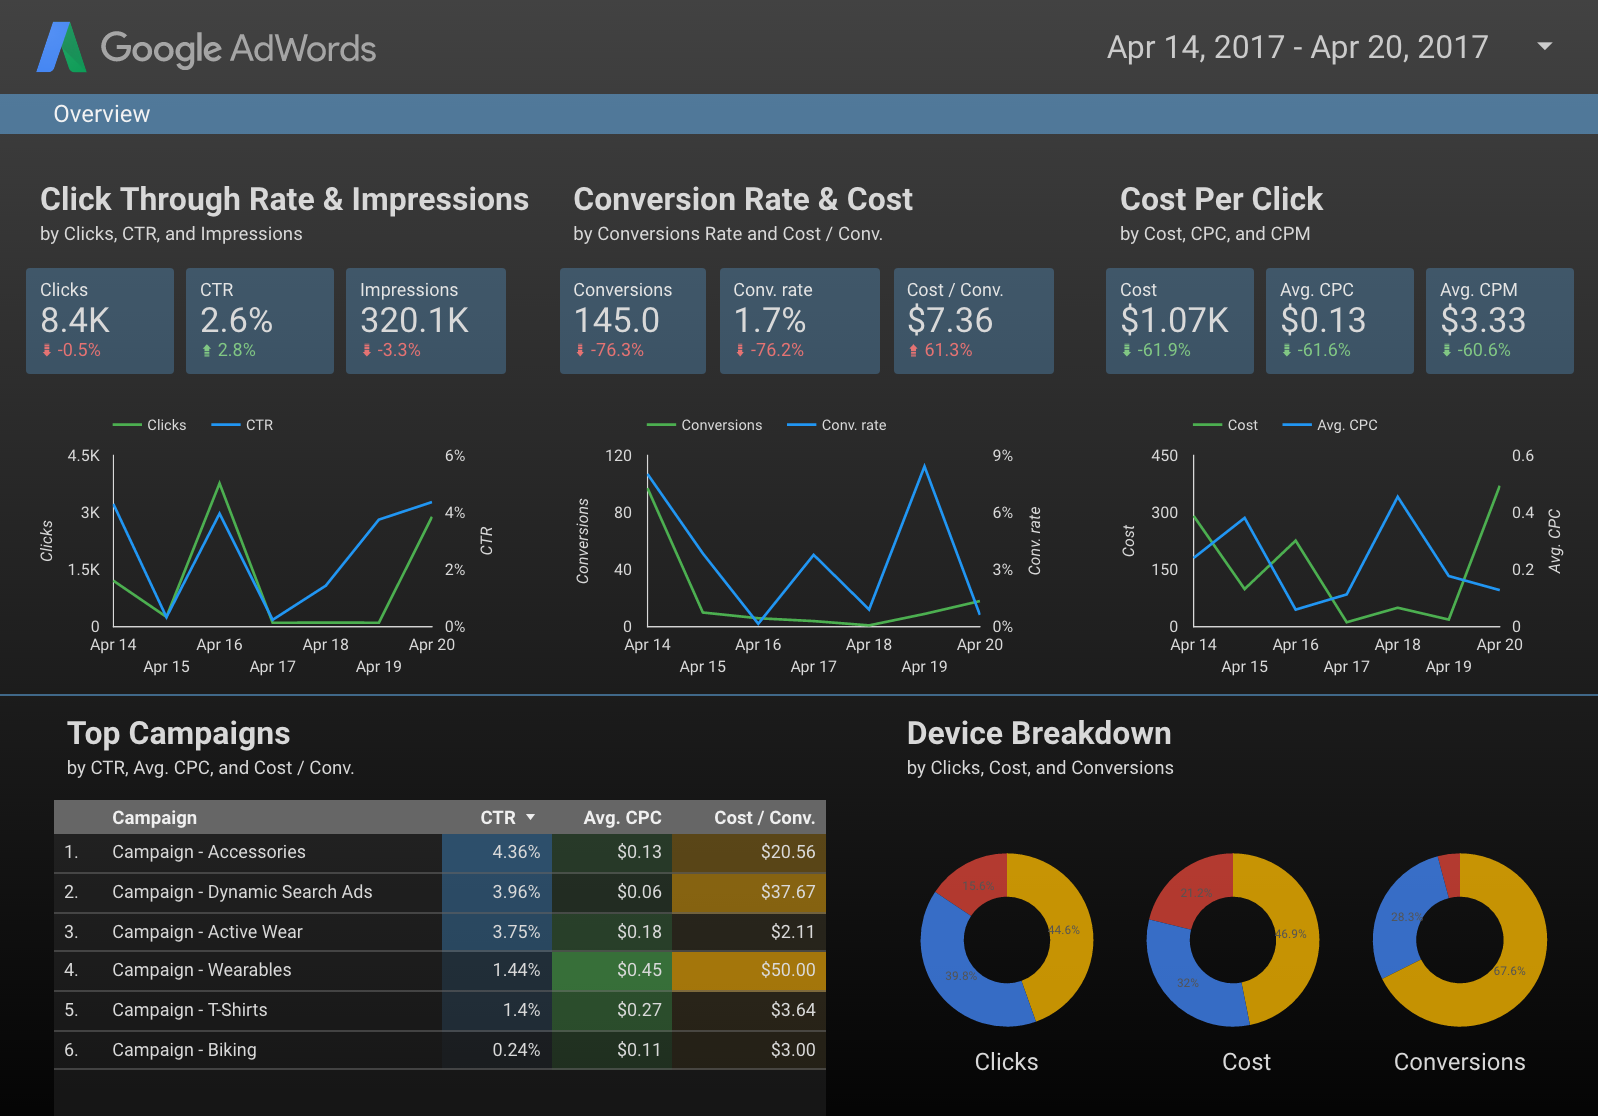 Google AdWords
Apr 14, 2017 - Apr 20, 2017
Overview
Click Through Rate & Impressions
by Clicks, CTR, and Impressions
Conversion Rate & Cost
by Conversions Rate and Cost / Conv.
Cost Per Click
by Cost, CPC, and CPM
Clicks
8.4K
-0.5%
CTR
2.6%
2.8%
Impressions
320.1K
-3.3%
Conversions
145.0
-76.3%
Conv. rate
1.7%
-76.2%
Cost / Conv.
$7.36
61.3%
Cost
$1.07K
-61.9%
Avg. CPC
$0.13
-61.6%
Avg. CPM
$3.33
-60.6%
Clicks CTR
4.5K 6%
3K 4%
1.5K 2%
0 0%
Clicks
CTR
Apr 14 Apr 16 Apr 18 Apr 20
Apr 15 Apr 17 Apr 19
Conversions Conv. rate
120 9%
80 6%
40 3%
0 0%
Conversions
Conv. rate
Apr 14 Apr 16 Apr 18 Apr 20
Apr 15 Apr 17 Apr 19
Cost Avg. CPC
450 0.6
300 0.4
150 0.2
0 0
Cost
Avg. CPC
Apr 14 Apr 16 Apr 18 Apr 20
Apr 15 Apr 17 Apr 19
Top Campaigns
by CTR, Avg. CPC, and Cost / Conv.
Campaign CTR Avg. CPC Cost / Conv.
1. Campaign - Accessories 4.36% $0.13 $20.56
2. Campaign - Dynamic Search Ads 3.96% $0.06 $37.67
3. Campaign - Active Wear 3.75% $0.18 $2.11
4. Campaign - Wearables 1.44% $0.45 $50.00
5. Campaign - T-Shirts 1.4% $0.27 $3.64
6. Campaign - Biking 0.24% $0.11 $3.00
Device Breakdown
by Clicks, Cost, and Conversions
15.6%
44.6%
39.8%
Clicks
21.2%
46.9%
32%
Cost
28.3%
67.6%
Conversions